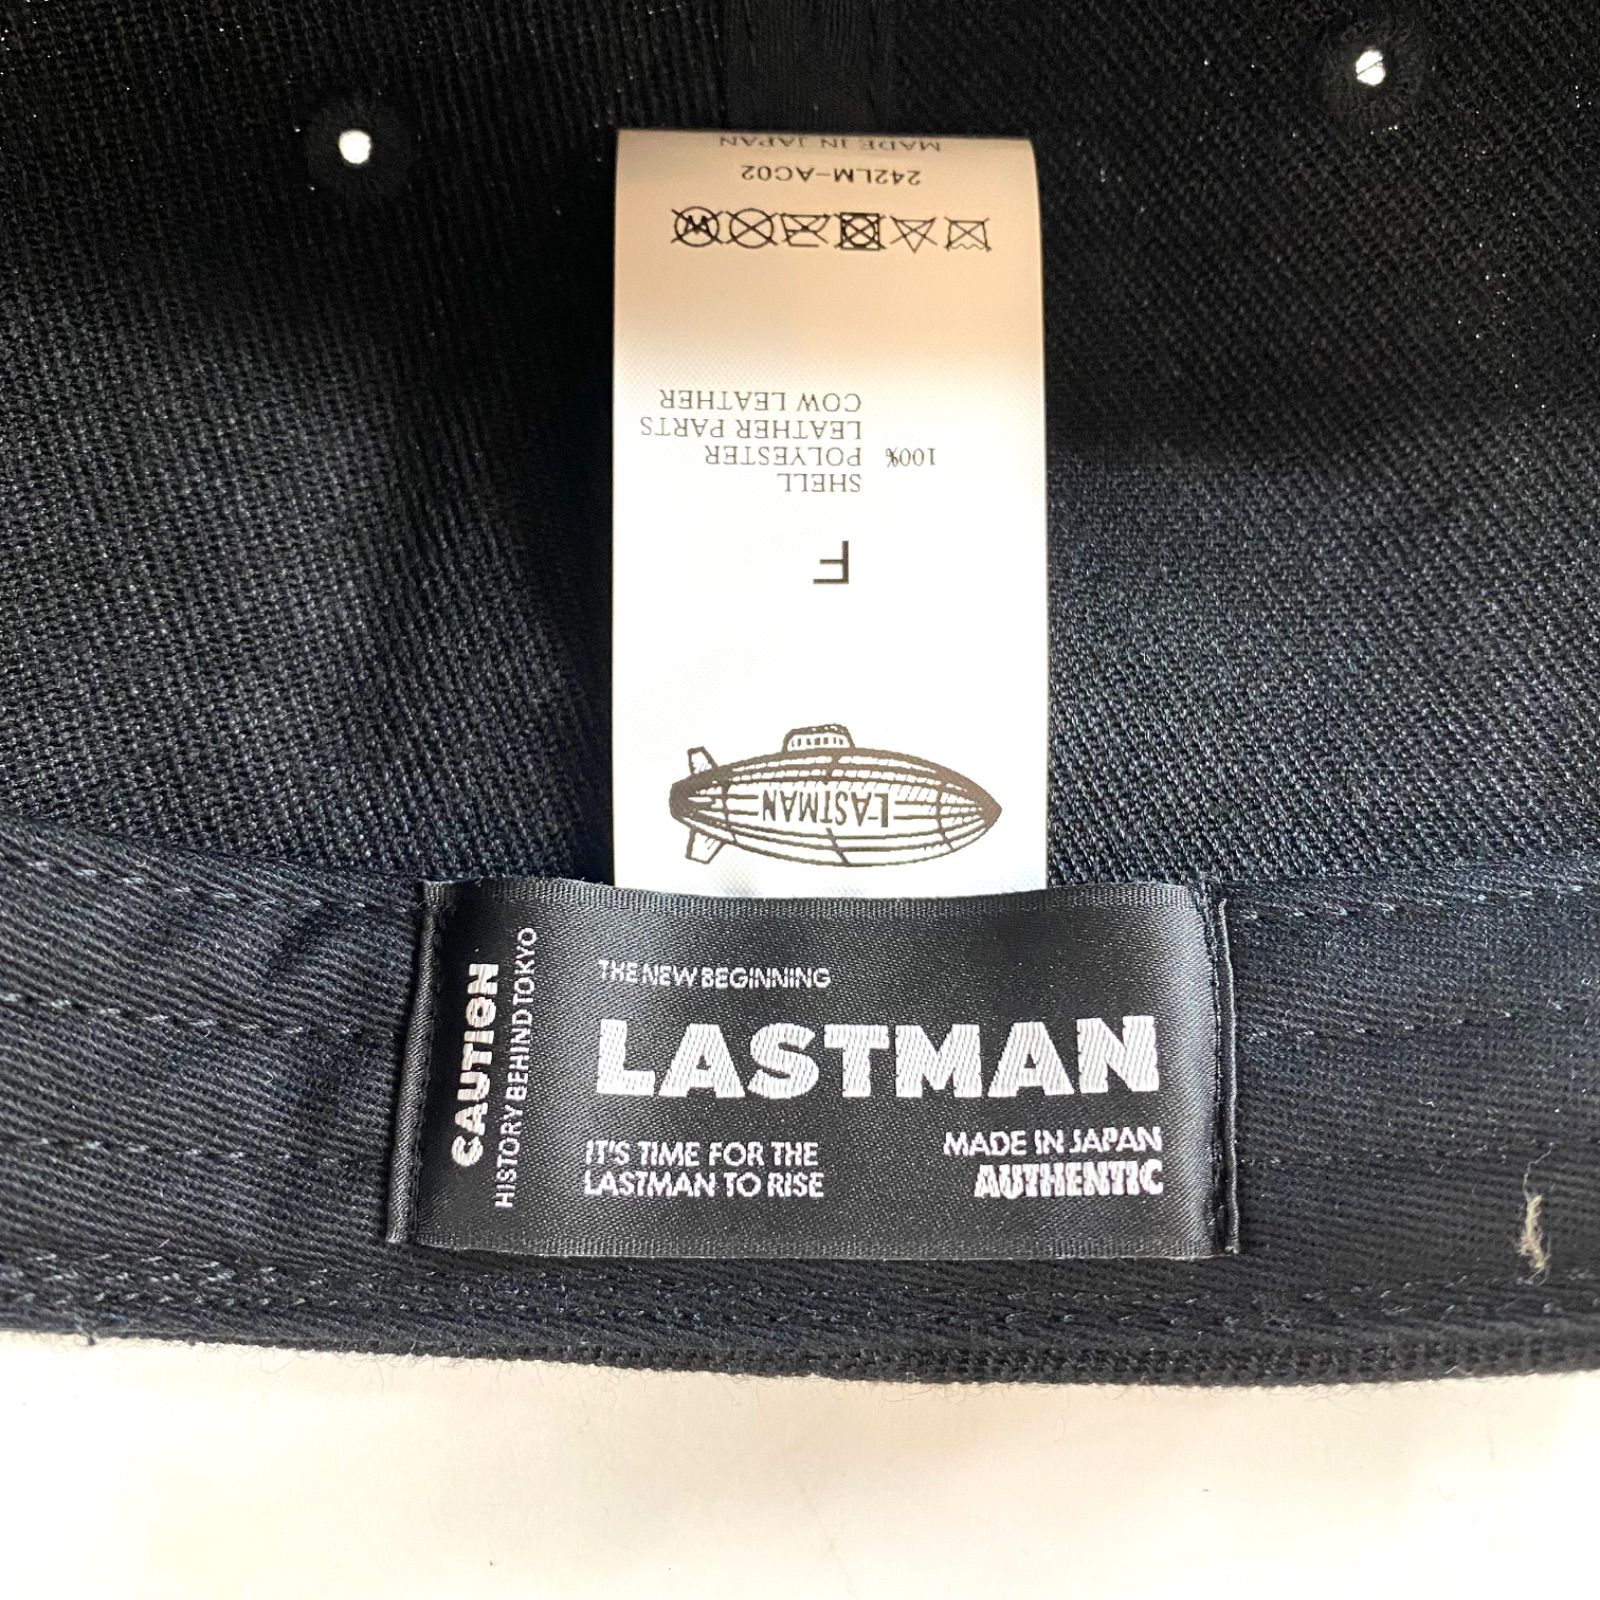 MADE IN JAPAN
242LM-AC02
COW LEATHER
LEATHER PARTS
100% POLYESTER
SHELL
F
LASTMAN
CAUTION
HISTORY BEHIND TOKYO
THE NEW BEGINNING
LASTMAN
IT'S TIME FOR THE
LASTMAN TO RISE
MADE IN JAPAN
AUTHENTIC